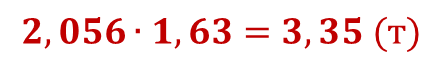 2,056 · 1,63 = 3,35 (т)